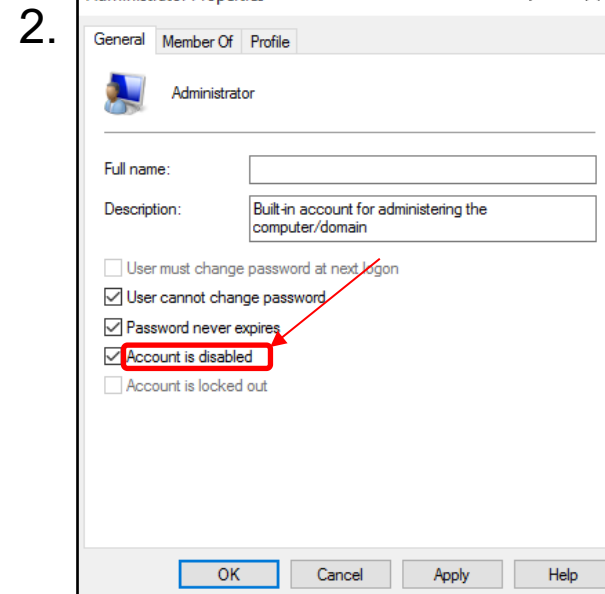 2.
Administrator Properties
General Member Of Profile
Administrator
Full name:
Description: Built-in account for administering the
computer/domain
User must change password at next logon
User cannot change password
Password never expires
Account is disabled
Account is locked out
OK Cancel Apply Help